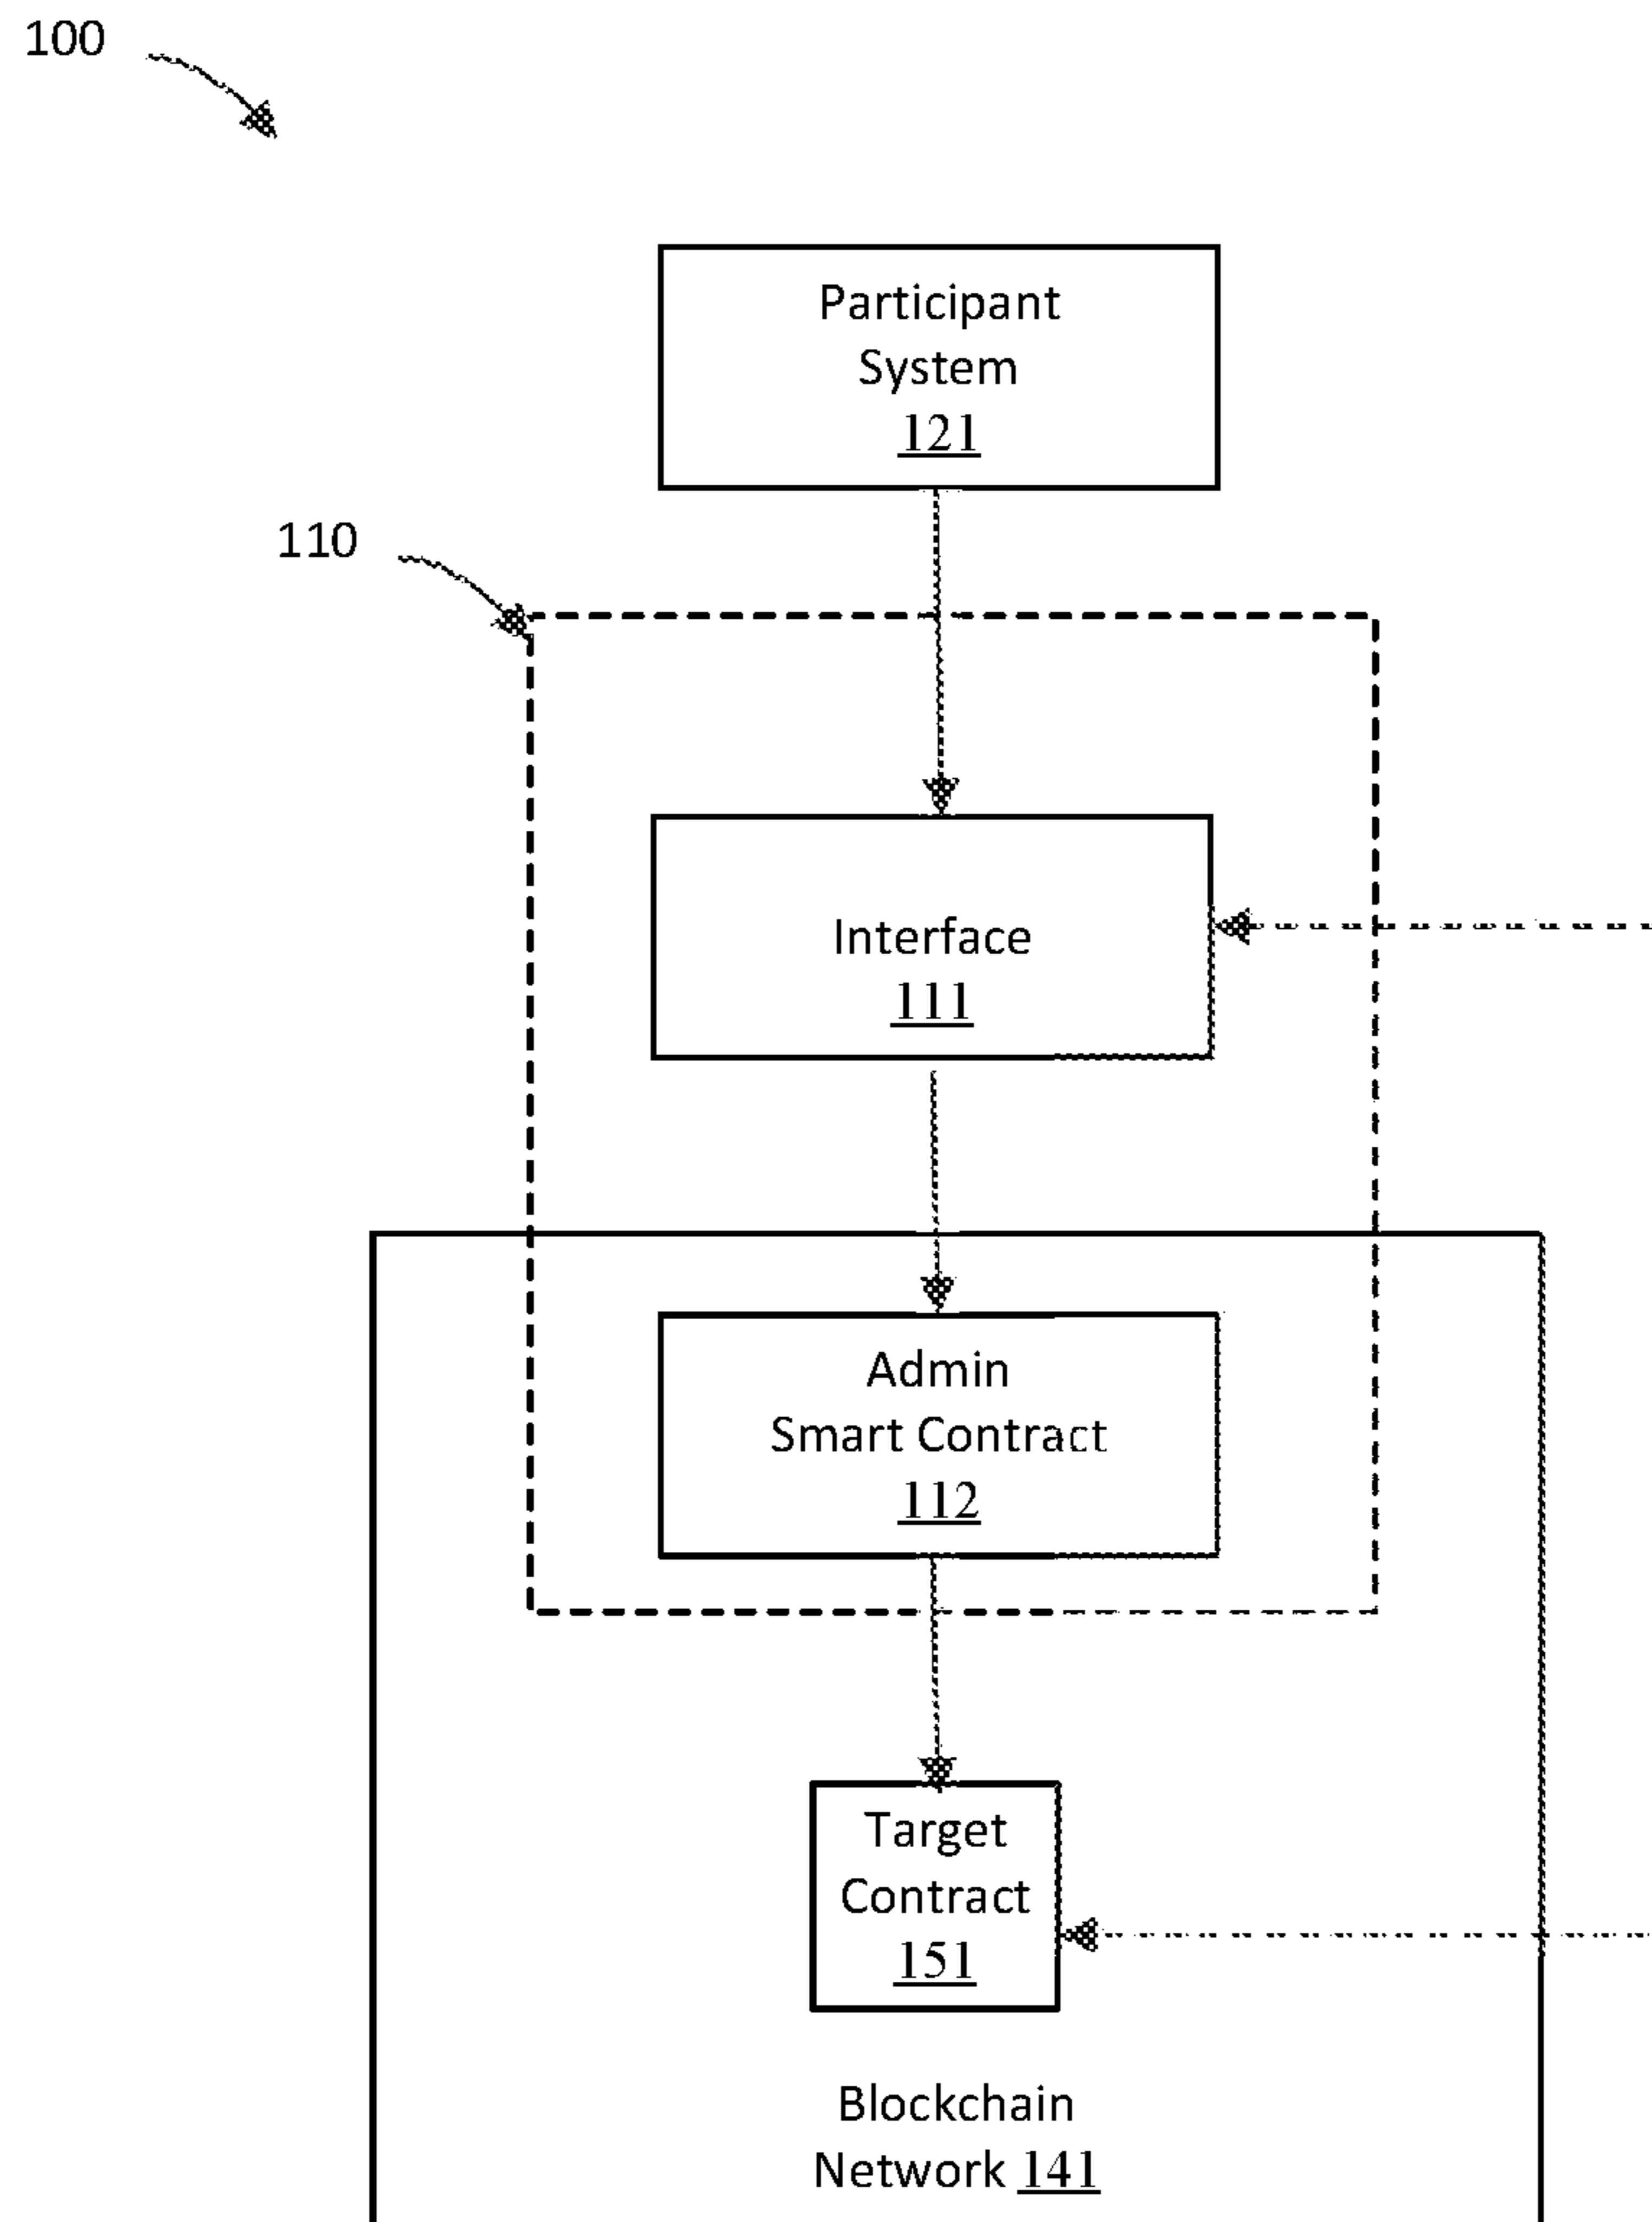 100
Participant
System
121
110
Interface
111
Admin
Smart Contract
112
Target
Contract
151
Blockchain
Network 141